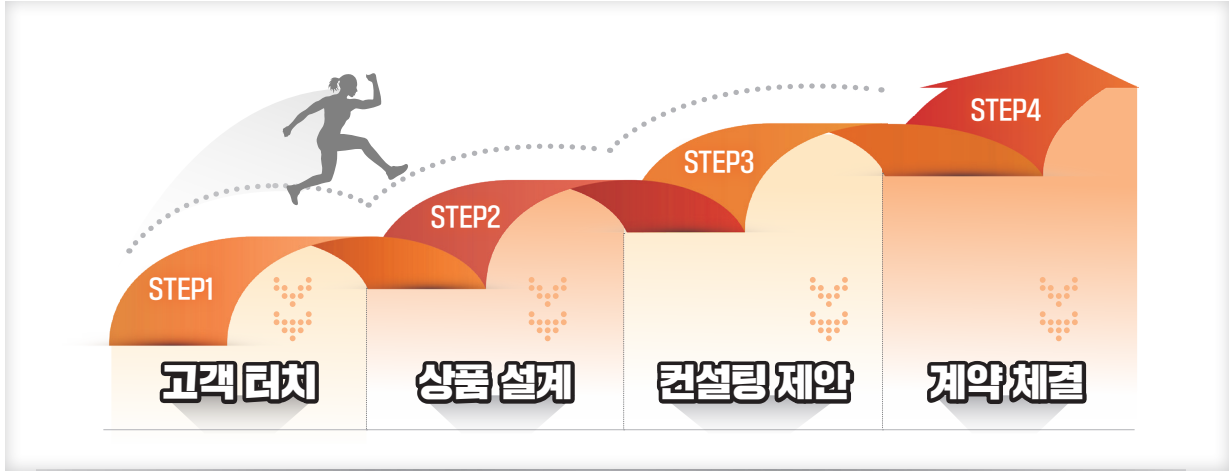 STEP1
STEP2
STEP3
STEP4
고객 터치
상품 설계
컨설팅 제안
계약 체결